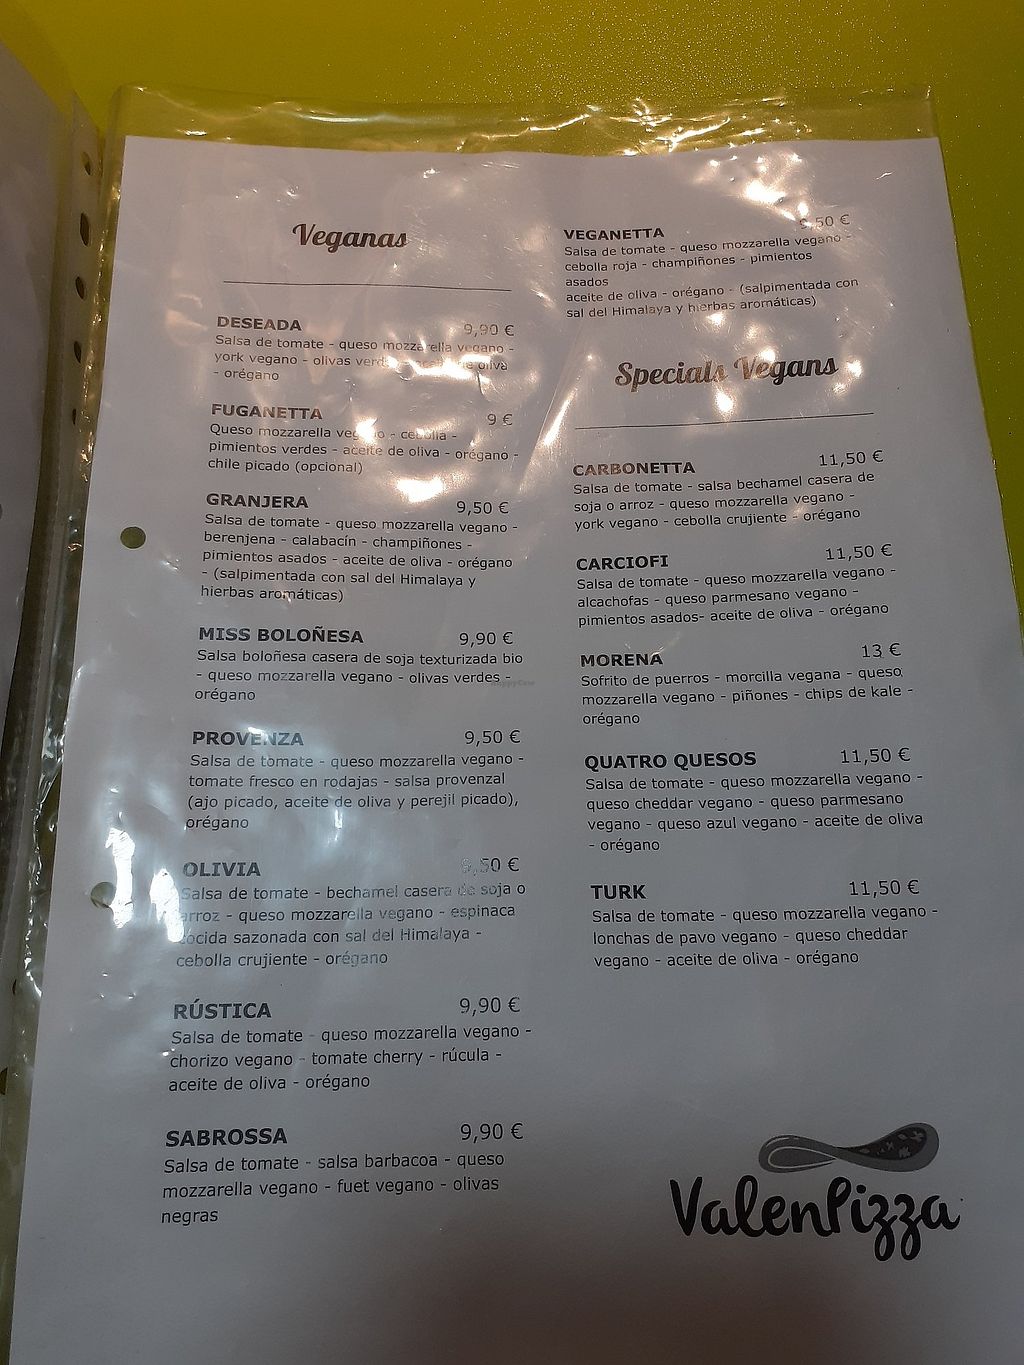 Veganas
DESEADA 9,90 €
Salsa de tomate - queso mozzarella vegano -
york vegano - olivas verdes oliva
- orégano
FUGANETTA 9 €
Queso mozzarella vegano - cebolla -
pimientos verdes - aceite de oliva - orégano -
chile picado (opcional)
GRANJERA 9,50 €
Salsa de tomate - queso mozzarella vegano -
berenjena - calabacín - champiñones -
pimientos asados - aceite de oliva - orégano
- (salpimentada con sal del Himalaya y
hierbas aromáticas)
MISS BOLOÑESA 9,90 €
Salsa boloñesa casera de soja texturizada bio
- queso mozzarella vegano - olivas verdes -
orégano
PROVENZA 9,50 €
Salsa de tomate - queso mozzarella vegano -
tomate fresco en rodajas - salsa provenzal
(ajo picado, aceite de oliva y perejil picado),
orégano
OLIVIA 9,50 €
Salsa de tomate - bechamel casera de soja o
arroz - queso mozzarella vegano - espinaca
cocida sazonada con sal del Himalaya -
cebolla crujiente - orégano
RÚSTICA 9,90 €
Salsa de tomate - queso mozzarella vegano -
chorizo vegano - tomate cherry - rúcula -
aceite de oliva - orégano
SABROSSA 9,90 €
Salsa de tomate - salsa barbacoa - queso
mozzarella vegano - fuet vegano - olivas
negras
VEGANETTA 9,50 €
Salsa de tomate - queso mozzarella vegano -
cebolla roja - champiñones - pimientos
asados
aceite de oliva - orégano - (salpimentada con
sal del Himalaya y hierbas aromáticas)
Specials Vegans
CARBONETTA 11,50 €
Salsa de tomate - salsa bechamel casera de
soja o arroz - queso mozzarella vegano -
york vegano - cebolla crujiente - orégano
CARCIOFI 11,50 €
Salsa de tomate - queso mozzarella vegano -
alcachofas - queso parmesano vegano -
pimientos asados- aceite de oliva - orégano
MORENA 13 €
Sofrito de puerros - morcilla vegana - queso
mozzarella vegano - piñones - chips de kale -
orégano
QUATRO QUESOS 11,50 €
Salsa de tomate - queso mozzarella vegano -
queso cheddar vegano - queso parmesano
vegano - queso azul vegano - aceite de oliva
- orégano
TURK 11,50 €
Salsa de tomate - queso mozzarella vegano -
lonchas de pavo vegano - queso cheddar
vegano - aceite de oliva - orégano
ValenPizza